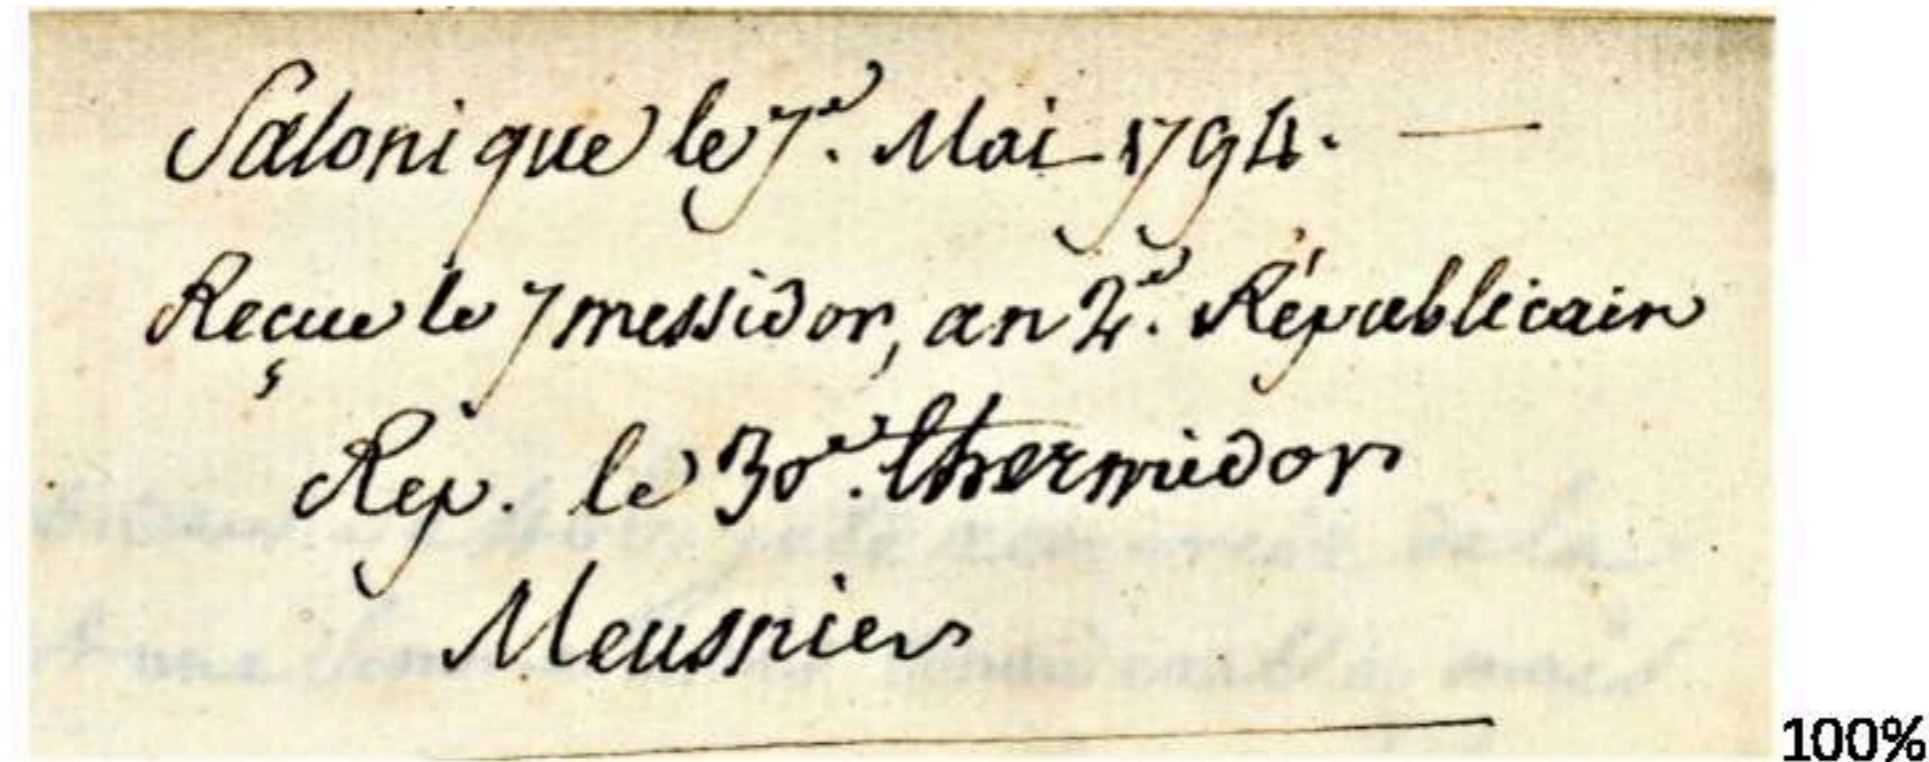 Salonique le 7e. Mai 1794. —
Reçue le 7 messidor, an 2e. Républicain
Rep. le 30e. thermidor
Meusnier
100%